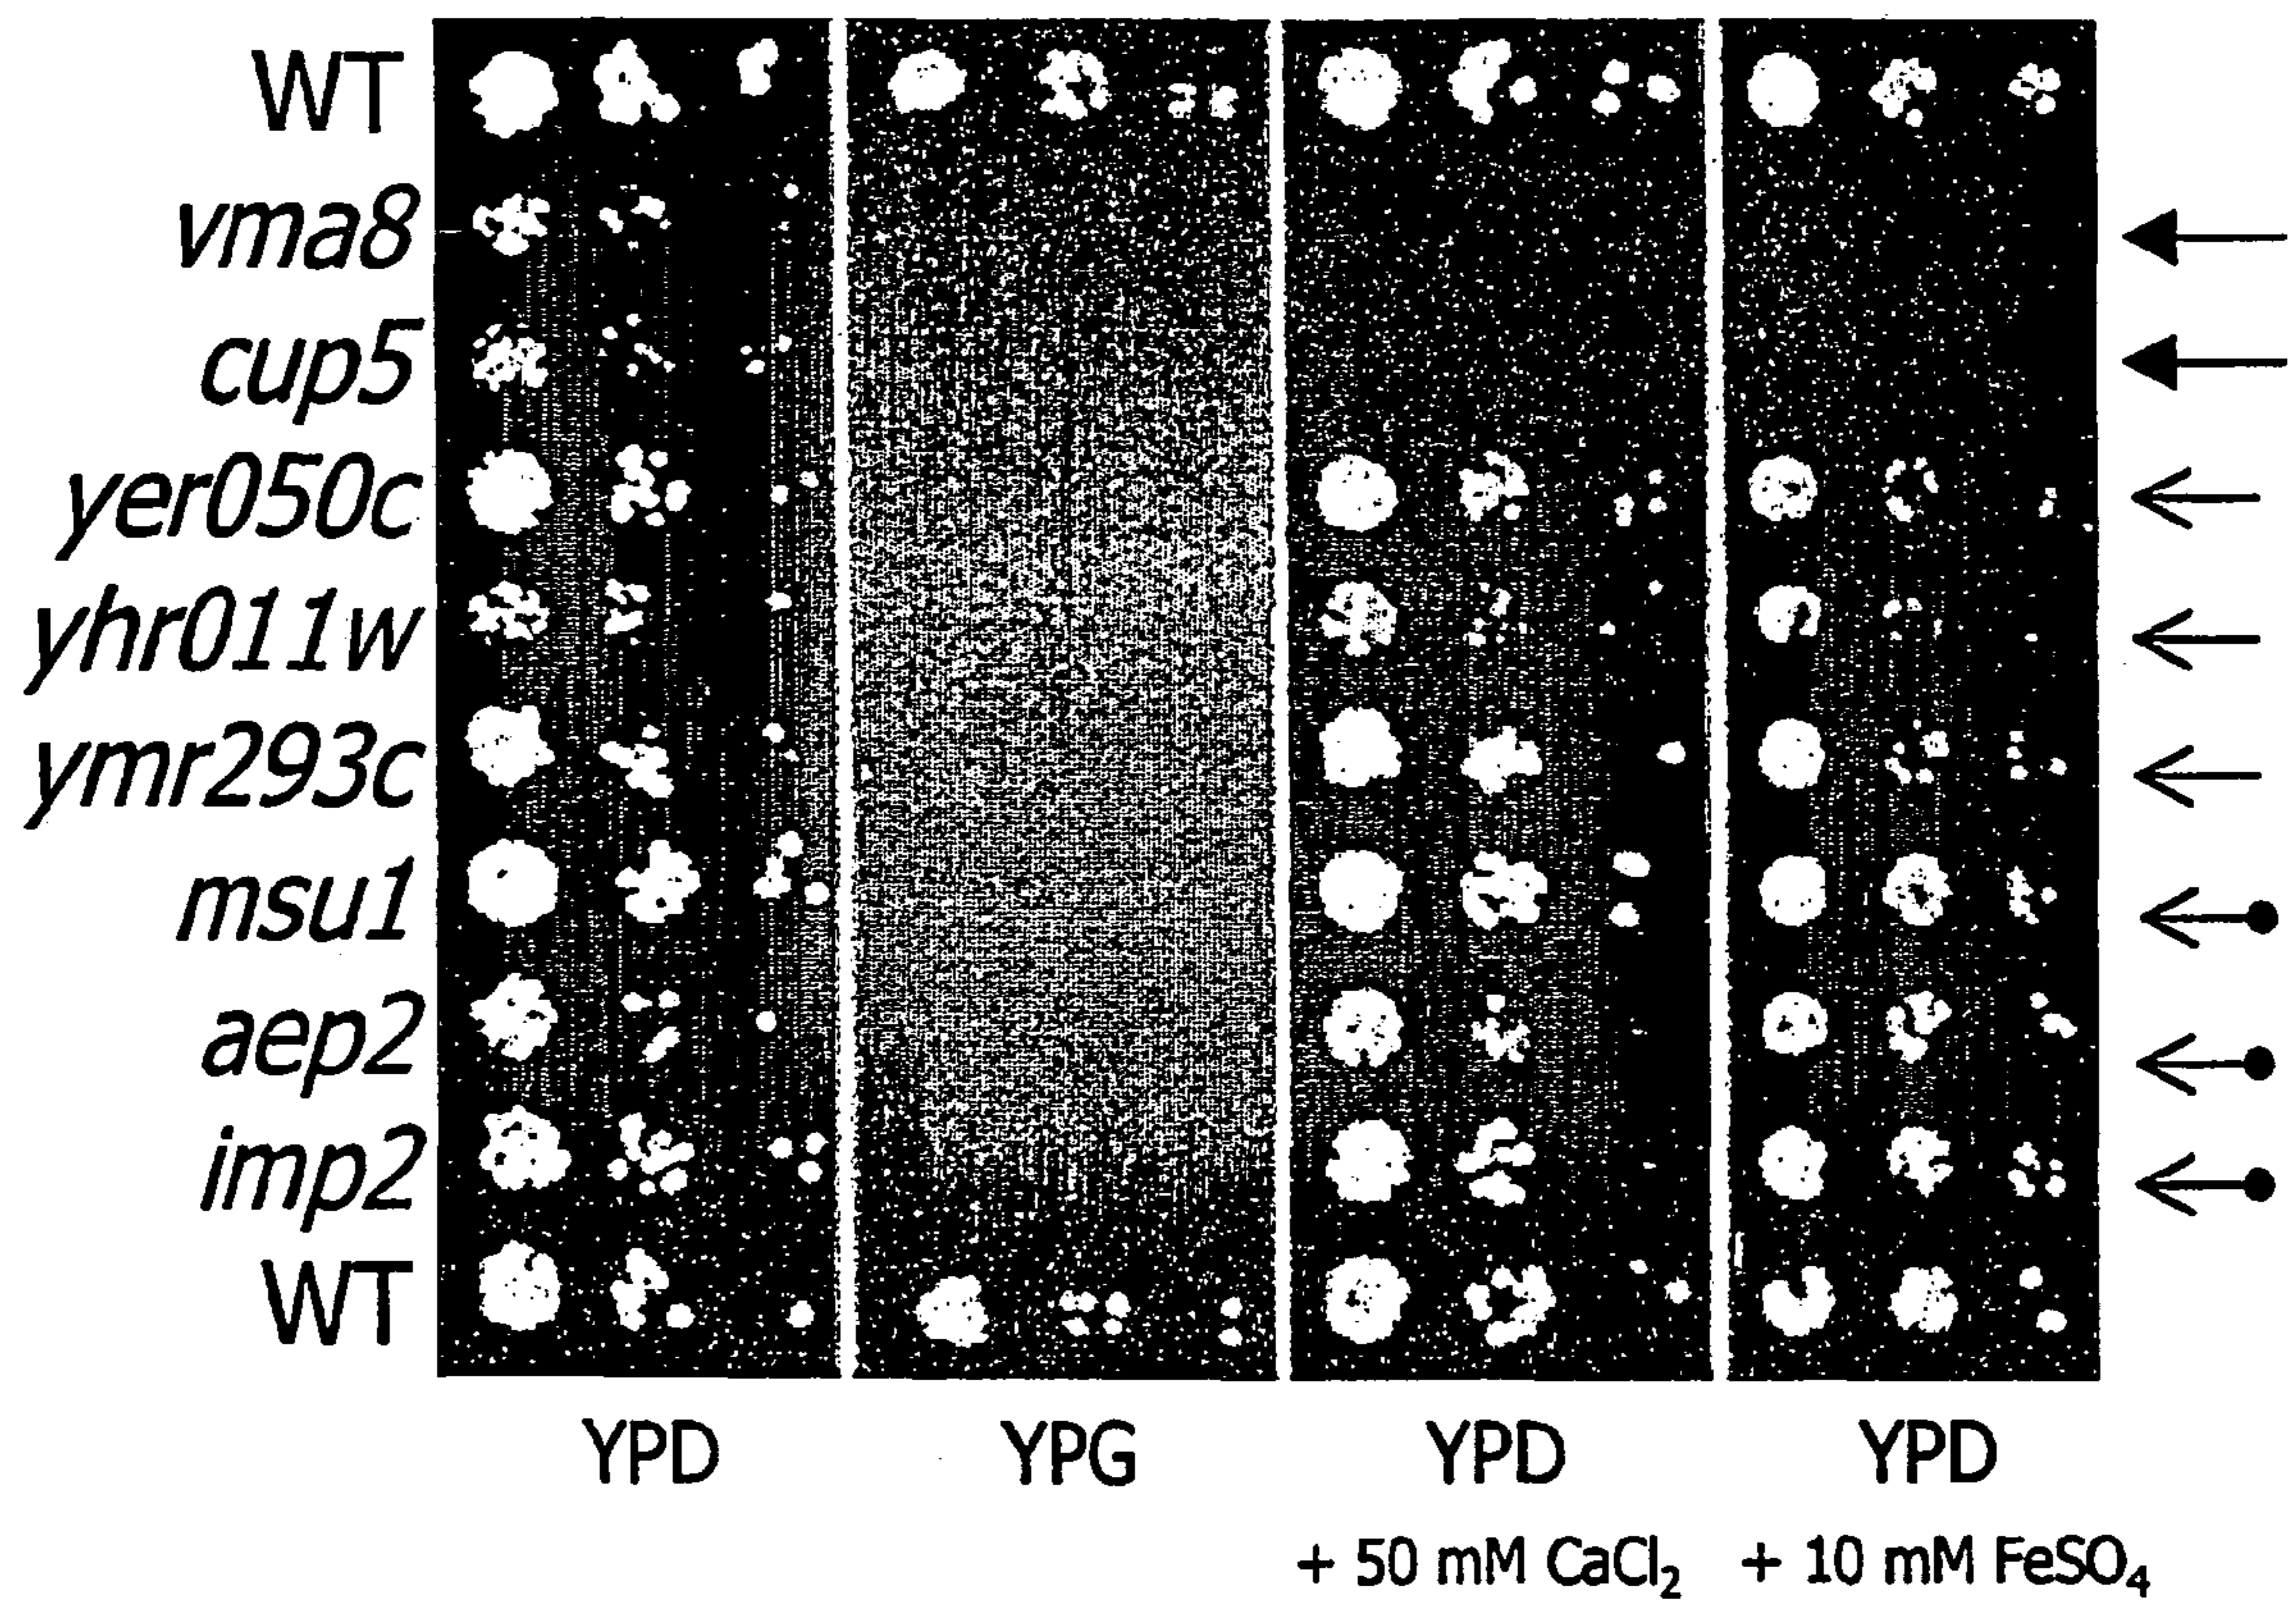 WT
vma8
cup5
yer050c
yhr011w
ymr293c
msu1
aep2
imp2
WT
YPD YPG YPD YPD
+ 50 mM CaCl₂ + 10 mM FeSO₄